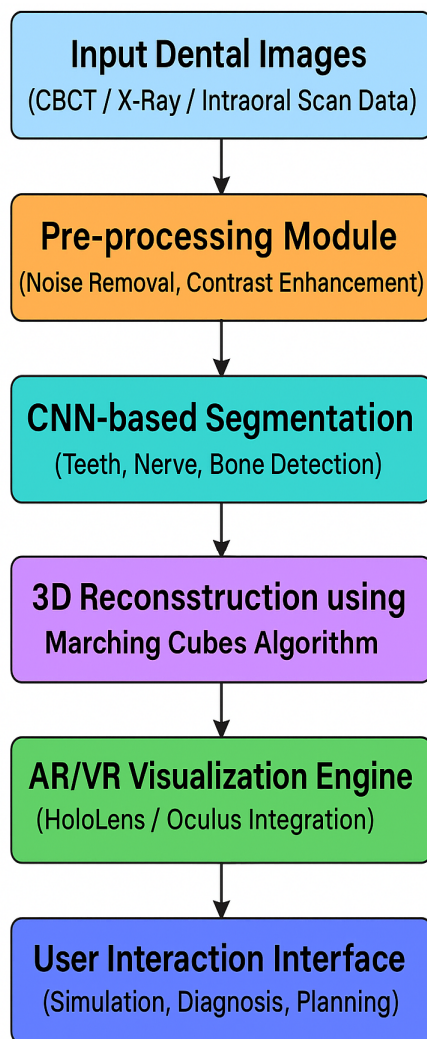 Input Dental Images
(CBCT / X-Ray / Intraoral Scan Data)
Pre-processing Module
(Noise Removal, Contrast Enhancement)
CNN-based Segmentation
(Teeth, Nerve, Bone Detection)
3D Reconsstruction using
Marching Cubes Algorithm
AR/VR Visualization Engine
(HoloLens / Oculus Integration)
User Interaction Interface
(Simulation, Diagnosis, Planning)